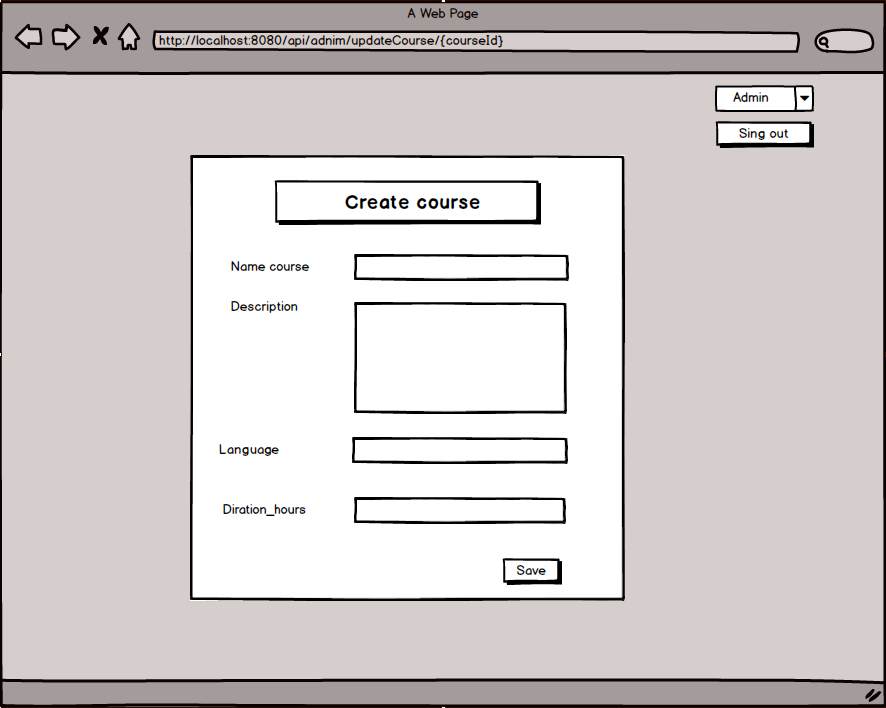 A Web Page
http://localhost:8080/api/adnim/updateCourse/{courseId}
Admin
Sing out
Create course
Name course
Description
Language
Diration_hours
Save